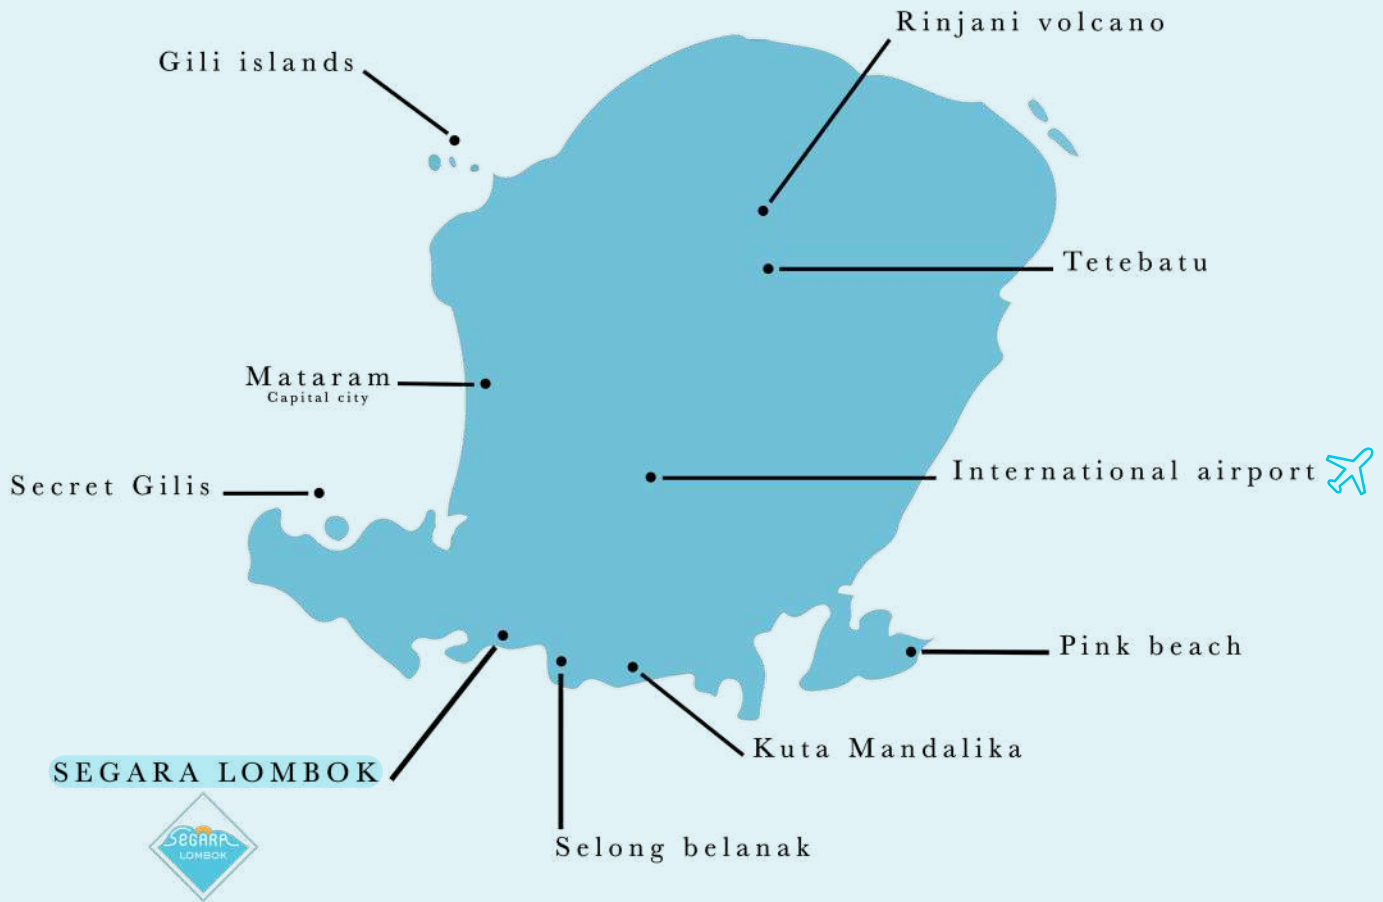 Rinjani volcano
Gili islands
Tetebatu
Mataram
Capital city
International airport
Secret Gilis
Pink beach
Kuta Mandalika
SEGARA LOMBOK
SEGARA
LOMBOK
Selong belanak